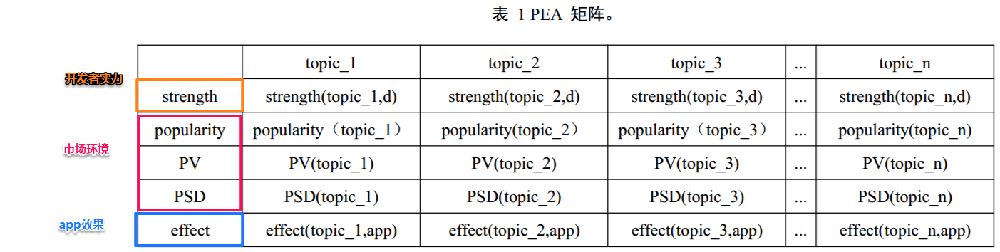 表 1 PEA 矩阵。
topic_1 topic_2 topic_3 ... topic_n
开发者实力
strength strength(topic_1,d) strength(topic_2,d) strength(topic_3,d) ... strength(topic_n,d)
popularity popularity（topic_1） popularity(topic_2） popularity（topic_3） ... popularity(topic_n)
市场环境
PV PV(topic_1) PV(topic_2) PV(topic_3) ... PV(topic_n)
PSD PSD(topic_1) PSD(topic_2) PSD(topic_3) ... PSD(topic_n)
app效果
effect effect(topic_1,app) effect(topic_2,app) effect(topic_3,app) ... effect(topic_n,app)